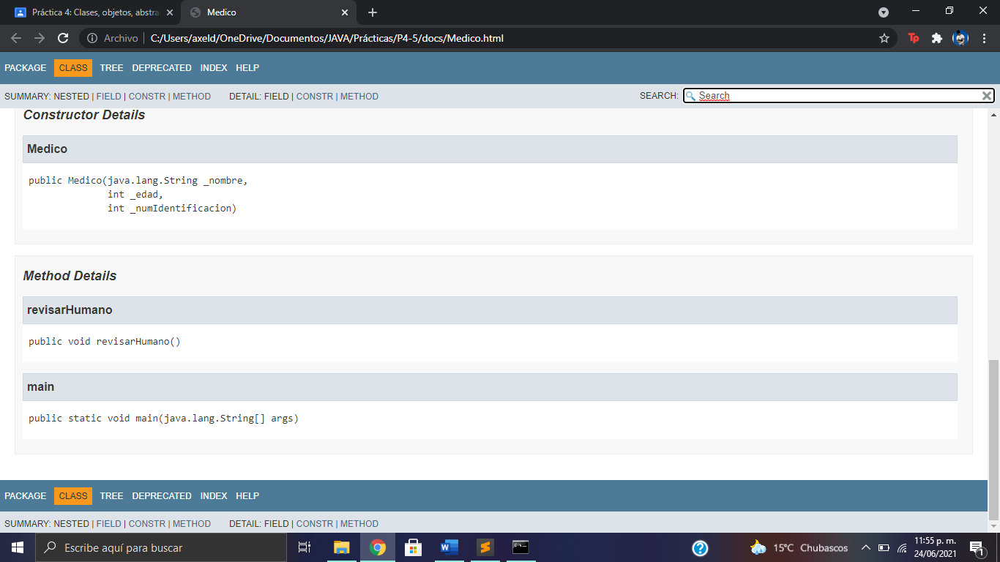 Práctica 4: Clases, objetos, abstra
Medico
Archivo
C:/Users/axeld/OneDrive/Documentos/JAVA/Prácticas/P4-5/docs/Medico.html
Tp
PACKAGE CLASS TREE DEPRECATED INDEX HELP
SUMMARY: NESTED | FIELD | CONSTR | METHOD DETAIL: FIELD | CONSTR | METHOD SEARCH: Search
Constructor Details
Medico
public Medico(java.lang.String _nombre,
int _edad,
int _numIdentificacion)
Method Details
revisarHumano
public void revisarHumano()
main
public static void main(java.lang.String[] args)
PACKAGE CLASS TREE DEPRECATED INDEX HELP
SUMMARY: NESTED | FIELD | CONSTR | METHOD DETAIL: FIELD | CONSTR | METHOD
Escribe aquí para buscar
15°C Chubascos
11:55 p. m.
24/06/2021
1